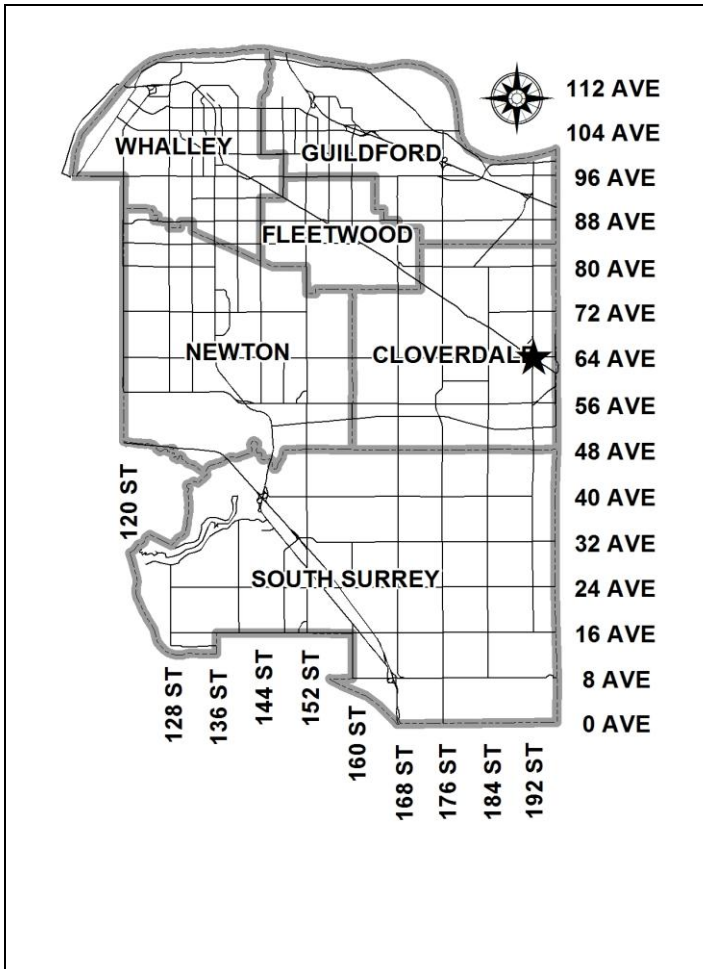 112 AVE
104 AVE
WHALLEY
GUILDFORD
96 AVE
88 AVE
FLEETWOOD
80 AVE
72 AVE
NEWTON
CLOVERDALE
64 AVE
56 AVE
48 AVE
120 ST
40 AVE
32 AVE
SOUTH SURREY
24 AVE
16 AVE
8 AVE
0 AVE
128 ST
136 ST
144 ST
152 ST
160 ST
168 ST
176 ST
184 ST
192 ST